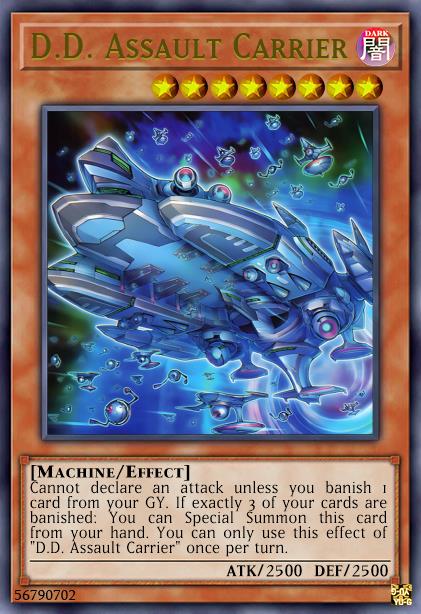 D.D. Assault Carrier
DARK
闇
[Machine/Effect]
Cannot declare an attack unless you banish 1
card from your GY. If exactly 3 of your cards are
banished: You can Special Summon this card
from your hand. You can only use this effect of
"D.D. Assault Carrier" once per turn.
ATK/2500 DEF/2500
56790702